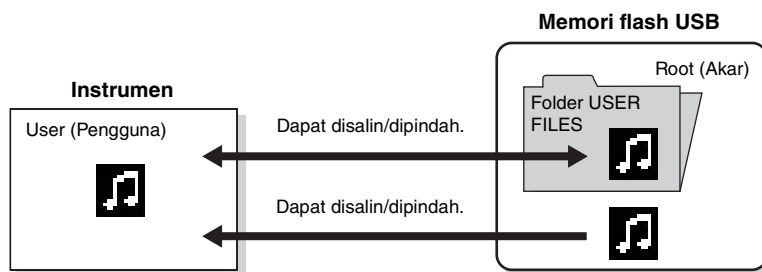 Memori flash USB
Instrumen
Root (Akar)
User (Pengguna)
Dapat disalin/dipindah.
Folder USER
FILES
Dapat disalin/dipindah.